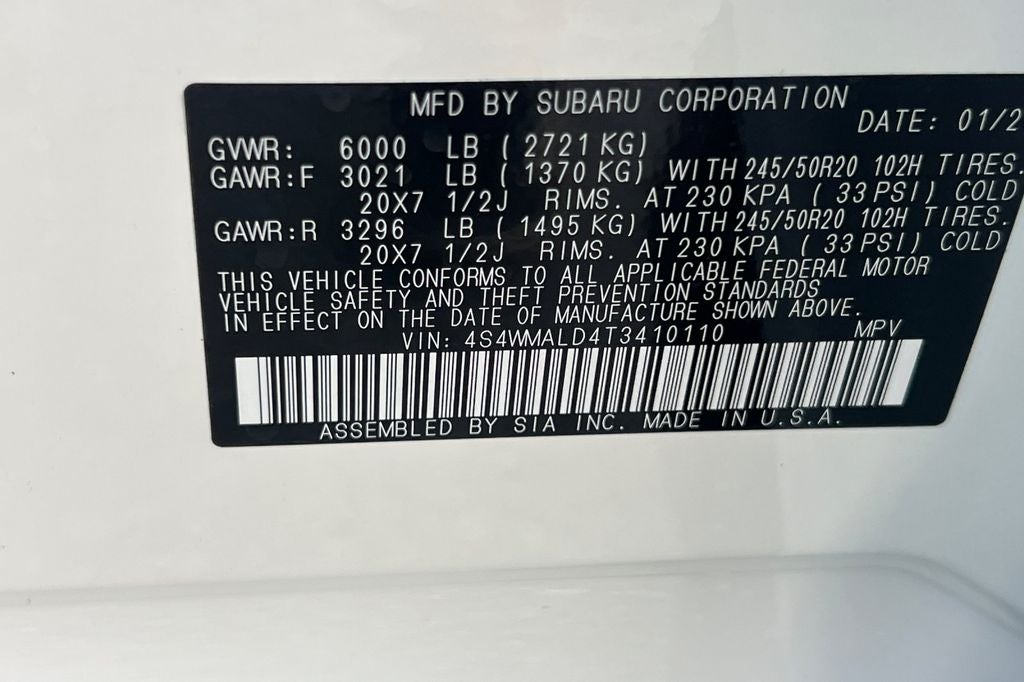 MFD BY SUBARU CORPORATION
DATE: 01/2
GVWR: 6000 LB ( 2721 KG)
GAWR:F 3021 LB ( 1370 KG) WITH 245/50R20 102H TIRES.
20X7 1/2J RIMS. AT 230 KPA ( 33 PSI) COLD
GAWR:R 3296 LB ( 1495 KG) WITH 245/50R20 102H TIRES.
20X7 1/2J RIMS. AT 230 KPA ( 33 PSI) COLD
THIS VEHICLE CONFORMS TO ALL APPLICABLE FEDERAL MOTOR
VEHICLE SAFETY AND THEFT PREVENTION STANDARDS
IN EFFECT ON THE DATE OF MANUFACTURE SHOWN ABOVE.
VIN: 4S4WMALD4T3410110 MPV
ASSEMBLED BY SIA INC. MADE IN U.S.A.